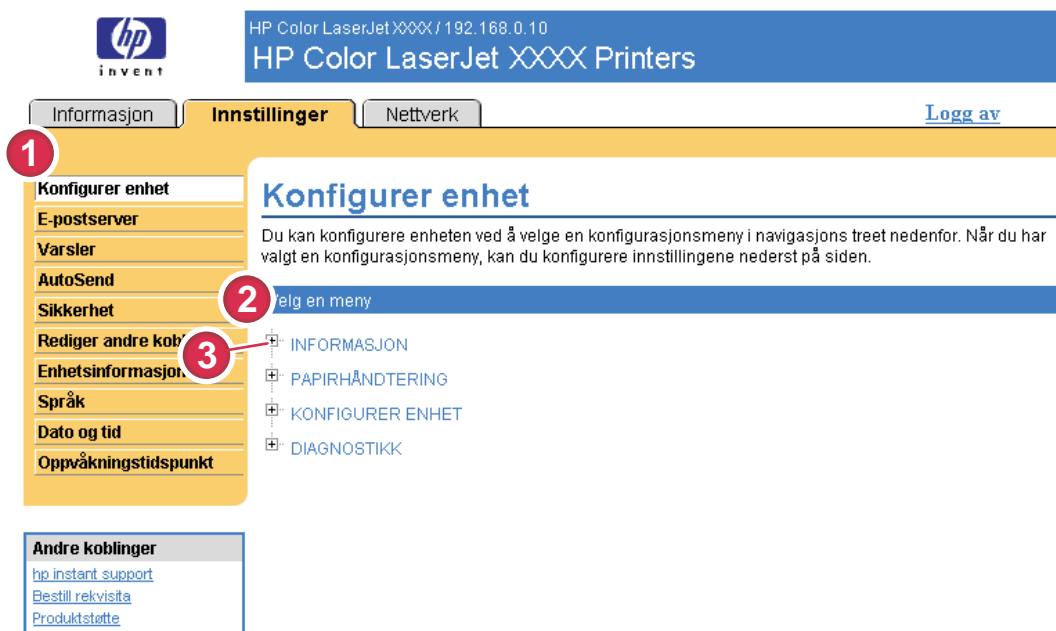 hp
invent
HP Color LaserJet XXXX / 192.168.0.10
HP Color LaserJet XXXX Printers
Informasjon
Innstillinger
Nettverk
Logg av
1
Konfigurer enhet
E-postserver
Varsler
AutoSend
Sikkerhet
Rediger andre kob
Enhetsinformasjon
Språk
Dato og tid
Oppvåkningstidspunkt
Konfigurer enhet
Du kan konfigurere enheten ved å velge en konfigurasjonsmeny i navigasjons treet nedenfor. Når du har
valgt en konfigurasjonsmeny, kan du konfigurere innstillingene nederst på siden.
2
Velg en meny
3
INFORMASJON
PAPIRHÅNDTERING
KONFIGURER ENHET
DIAGNOSTIKK
Andre koblinger
hp instant support
Bestill rekvisita
Produktstøtte